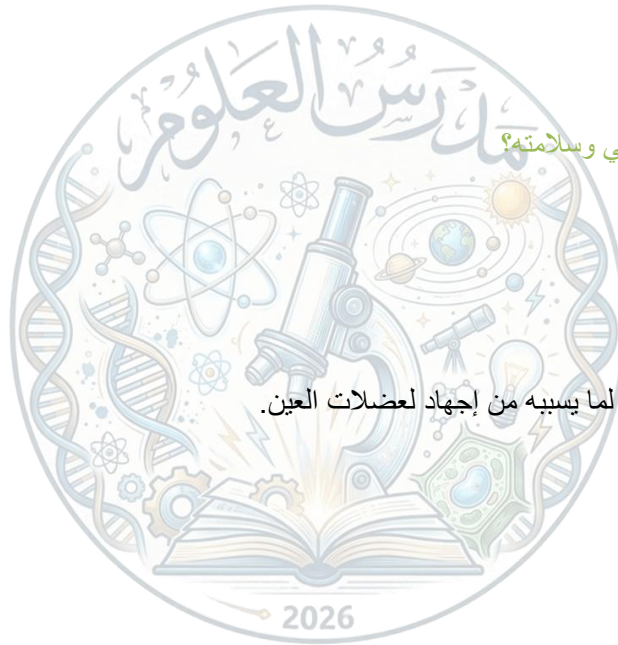 مدرس العلوم
ي وسلامته؟
لما يسببه من إجهاد لعضلات العين.
2026